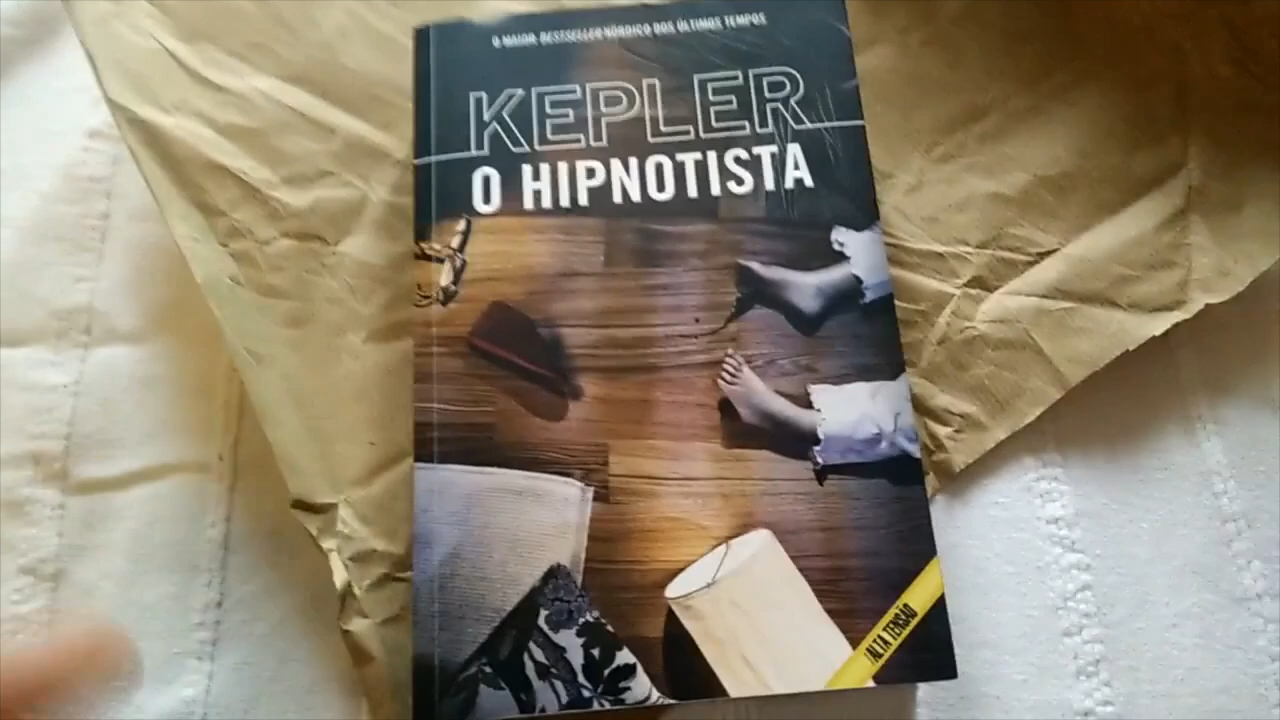 O MAIOR BESTSELLER NÓRDICO DOS ÚLTIMOS TEMPOS
KEPLER
O HIPNOTISTA
ALTA TENSÃO